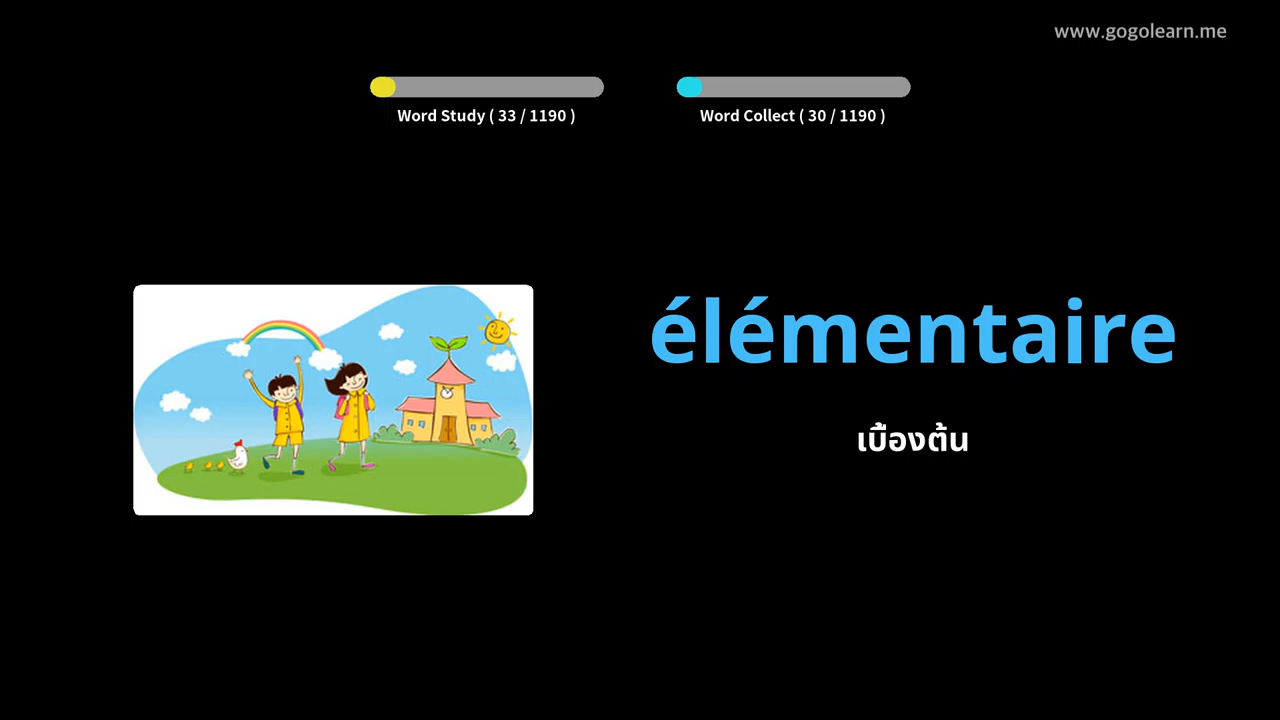 www.gogolearn.me
Word Study ( 33 / 1190 )
Word Collect ( 30 / 1190 )
élémentaire
เบื้องต้น